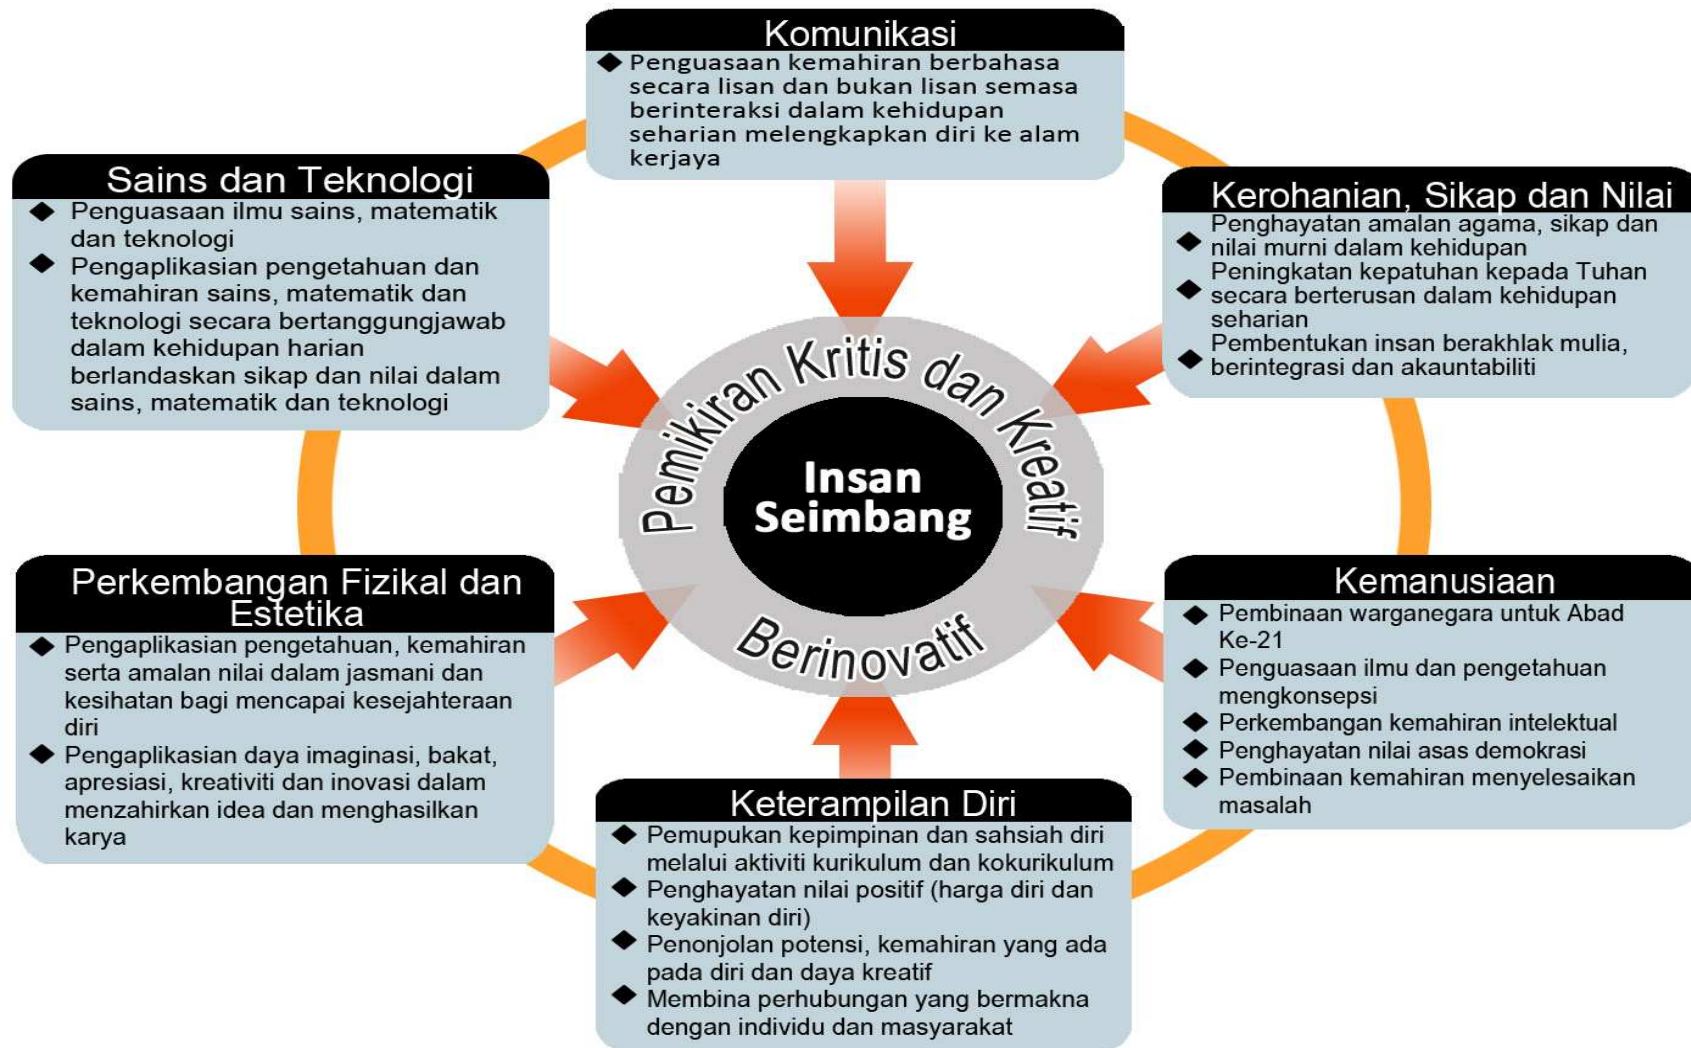 Komunikasi
Penguasaan kemahiran berbahasa
secara lisan dan bukan lisan semasa
berinteraksi dalam kehidupan
seharian melengkapkan diri ke alam
kerjaya
Sains dan Teknologi
Penguasaan ilmu sains, matematik
dan teknologi
Pengaplikasian pengetahuan dan
kemahiran sains, matematik dan
teknologi secara bertanggungjawab
dalam kehidupan harian
berlandaskan sikap dan nilai dalam
sains, matematik dan teknologi
Kerohanian, Sikap dan Nilai
Penghayatan amalan agama, sikap dan
nilai murni dalam kehidupan
Peningkatan kepatuhan kepada Tuhan
secara berterusan dalam kehidupan
seharian
Pembentukan insan berakhlak mulia,
berintegrasi dan akauntabiliti
Pemikiran Kritis dan Kreatif
Insan
Seimbang
Berinovatif
Perkembangan Fizikal dan
Estetika
Pengaplikasian pengetahuan, kemahiran
serta amalan nilai dalam jasmani dan
kesihatan bagi mencapai kesejahteraan
diri
Pengaplikasian daya imaginasi, bakat,
apresiasi, kreativiti dan inovasi dalam
menzahirkan idea dan menghasilkan
karya
Kemanusiaan
Pembinaan warganegara untuk Abad
Ke-21
Penguasaan ilmu dan pengetahuan
mengkonsepsi
Perkembangan kemahiran intelektual
Penghayatan nilai asas demokrasi
Pembinaan kemahiran menyelesaikan
masalah
Keterampilan Diri
Pemupukan kepimpinan dan sahsiah diri
melalui aktiviti kurikulum dan kokurikulum
Penghayatan nilai positif (harga diri dan
keyakinan diri)
Penonjolan potensi, kemahiran yang ada
pada diri dan daya kreatif
Membina perhubungan yang bermakna
dengan individu dan masyarakat